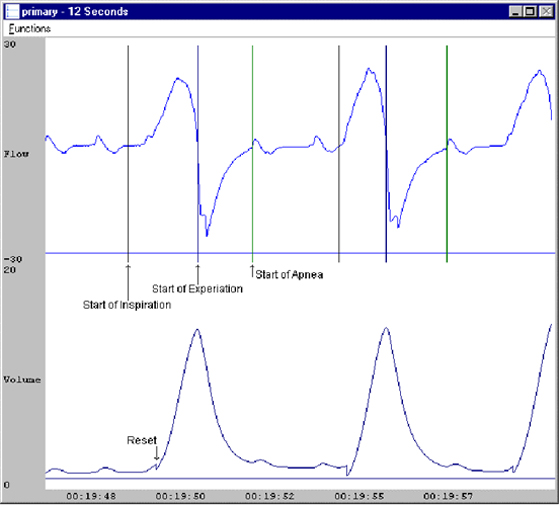 primary - 12 Seconds
Functions
30
Flow
-30
20
Start of Apnea
Start of Experiation
Start of Inspiration
Volume
Reset
0
00:19:48 00:19:50 00:19:52 00:19:55 00:19:57